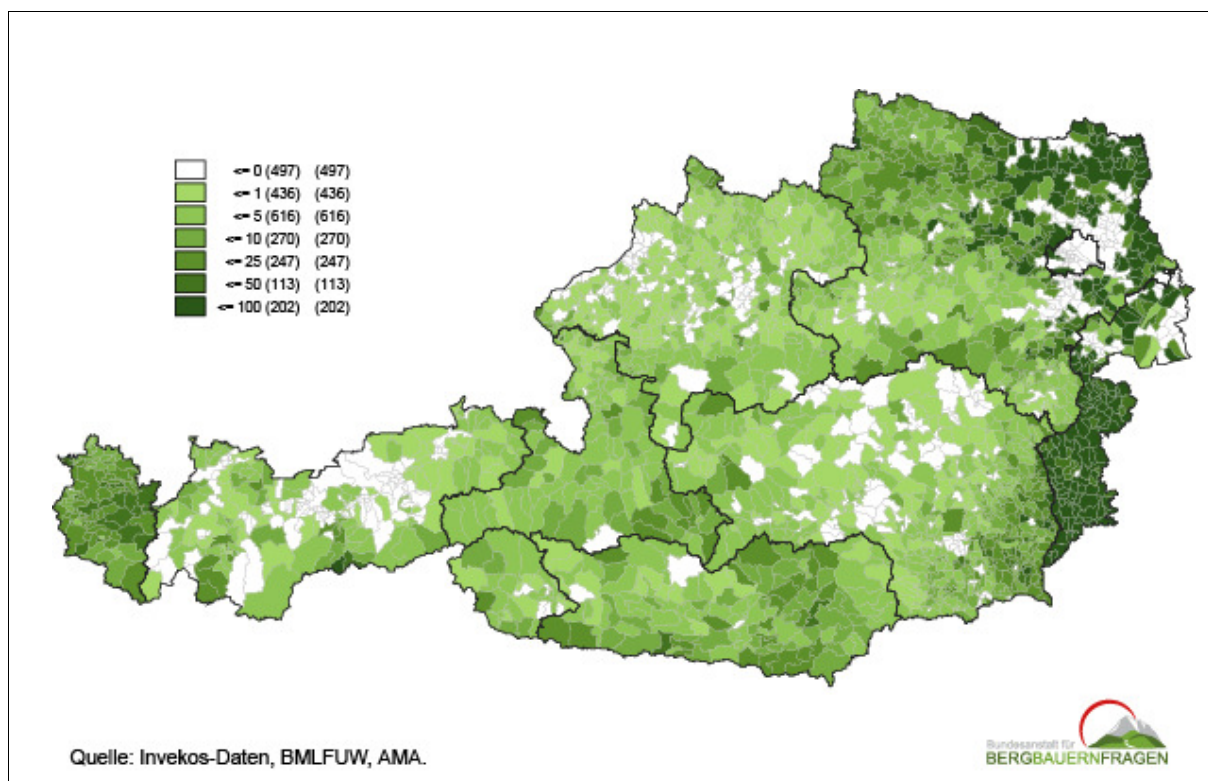 <= 0 (497) (497)
<= 1 (436) (436)
<= 5 (616) (616)
<= 10 (270) (270)
<= 25 (247) (247)
<= 50 (113) (113)
<= 100 (202) (202)
Quelle: Invekos-Daten, BMLFUW, AMA.
Bundesanstalt für
BERGBAUERNFRAGEN